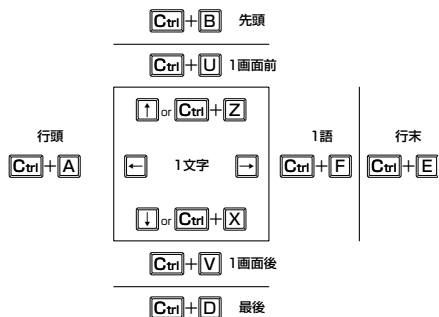 Ctrl+B 先頭
Ctrl+U 1画面前
↑ or Ctrl+Z
行頭
Ctrl+A
← 1文字 →
1語
Ctrl+F
行末
Ctrl+E
↓ or Ctrl+X
Ctrl+V 1画面後
Ctrl+D 最後